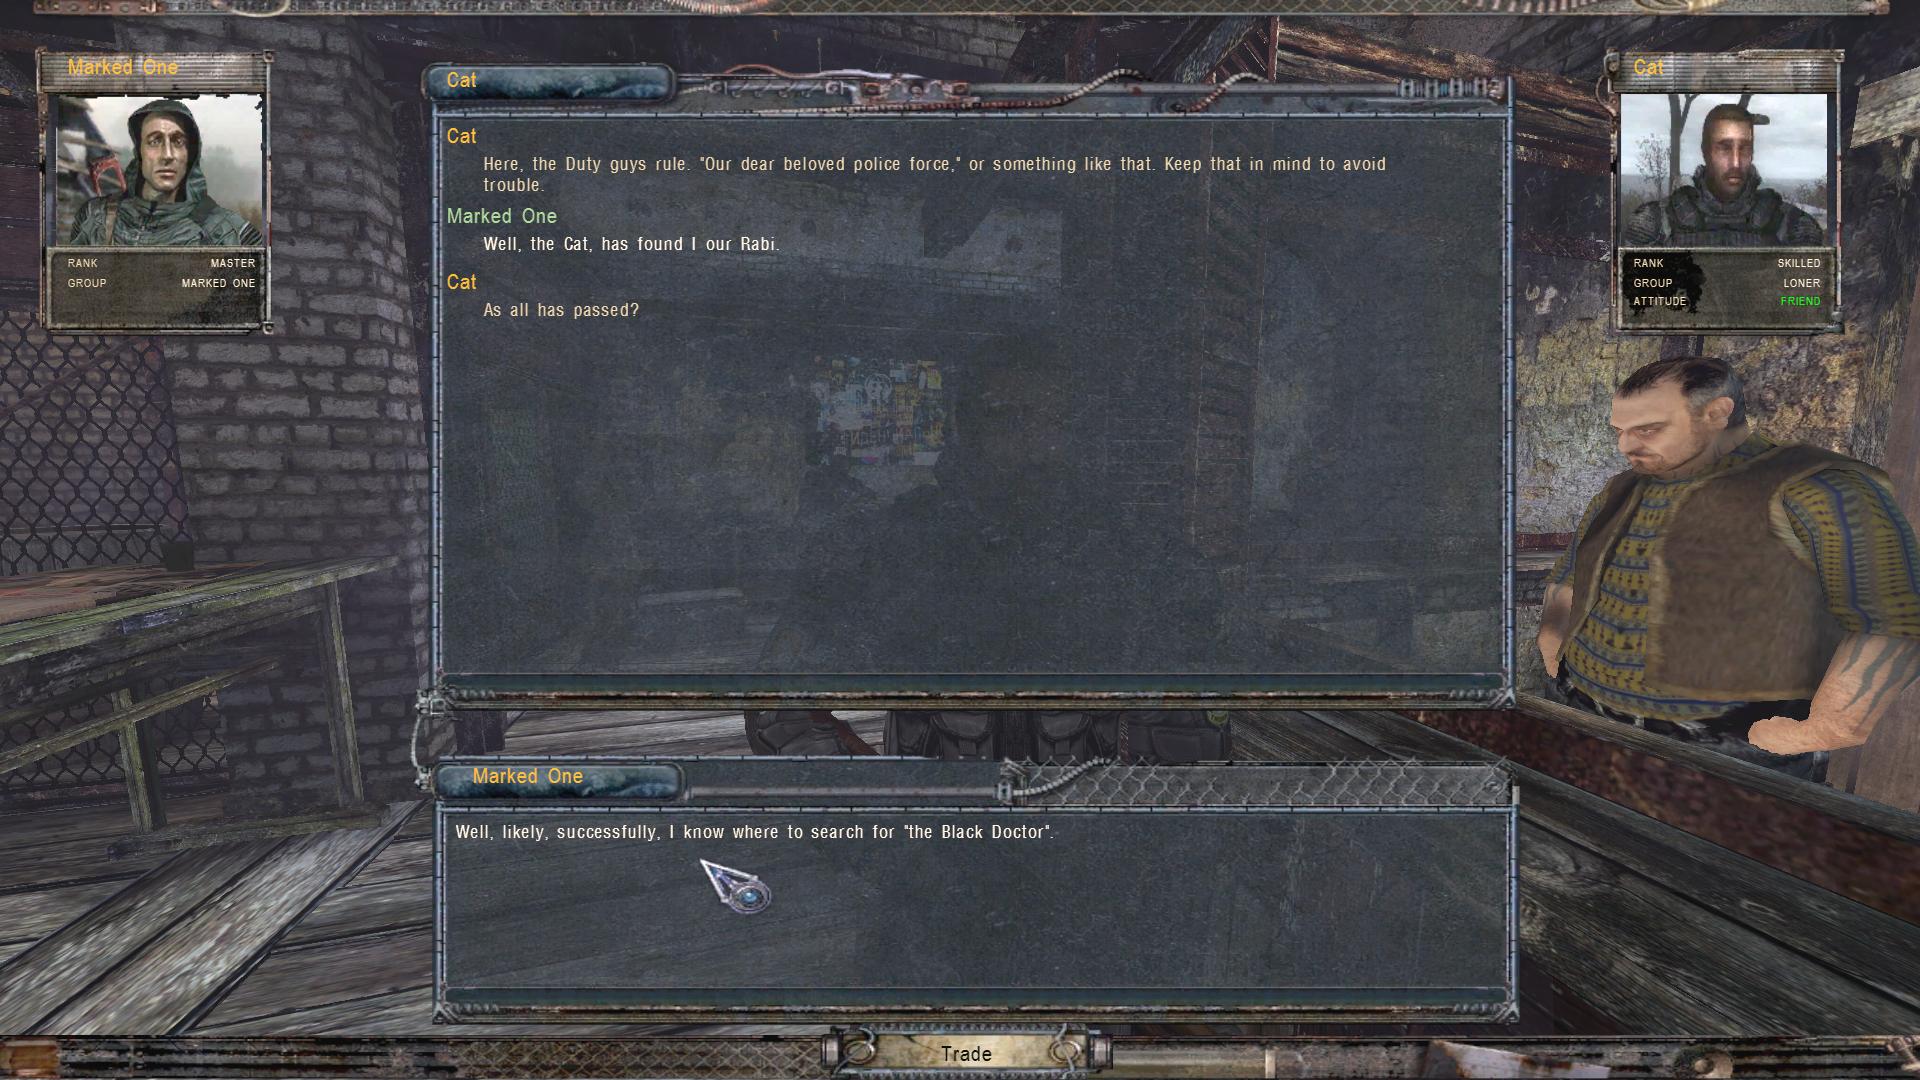 Marked One
RANK MASTER
GROUP MARKED ONE
Cat
Cat
Here, the Duty guys rule. "Our dear beloved police force," or something like that. Keep that in mind to avoid
trouble.
Marked One
Well, the Cat, has found I our Rabi.
Cat
As all has passed?
Cat
RANK SKILLED
GROUP LONER
ATTITUDE FRIEND
Marked One
Well, likely, successfully, I know where to search for "the Black Doctor".
Trade